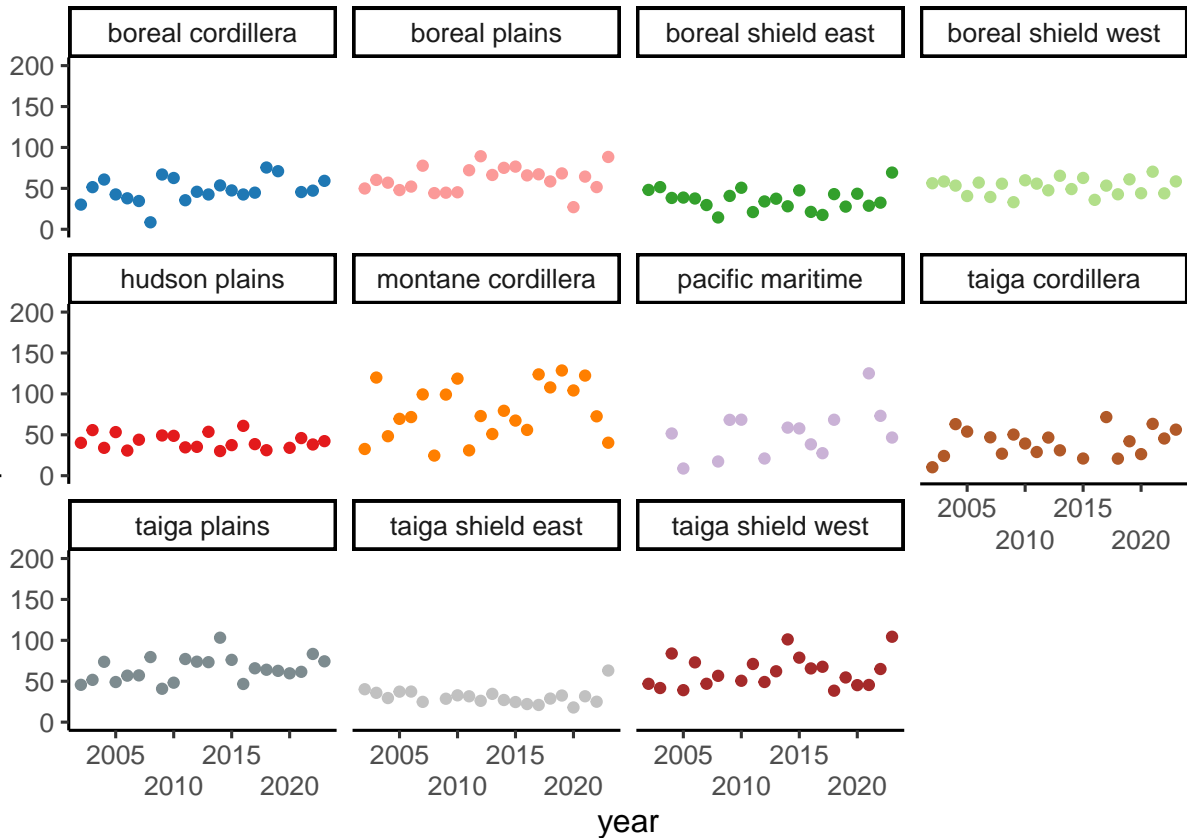 boreal cordillera boreal plains boreal shield east boreal shield west
200
150
100
50
0
hudson plains montane cordillera pacific maritime taiga cordillera
200
150
100
50
0
2005 2015
2010 2020
taiga plains taiga shield east taiga shield west
200
150
100
50
0
2005 2015 2005 2015 2005 2015
2010 2020 2010 2020 2010 2020
year